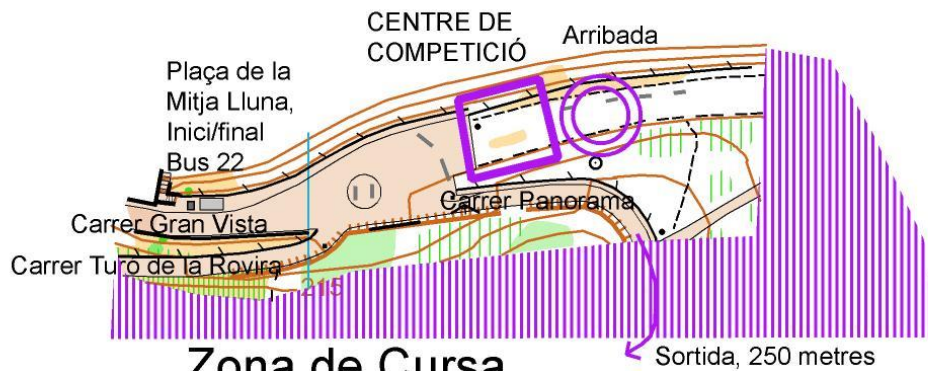 CENTRE DE
COMPETICIÓ
Arribada
Plaça de la
Mitja Lluna,
Inici/final
Bus 22
Carrer Gran Vista
Carrer Panorama
Carrer Turó de la Rovira
215
Zona de Cursa
Sortida, 250 metres